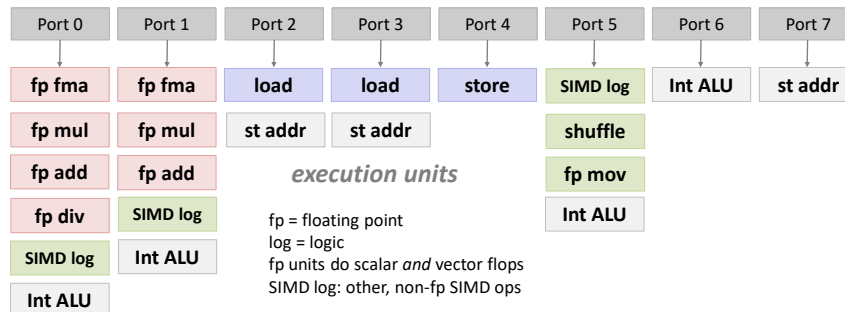 Port 0 Port 1 Port 2 Port 3 Port 4 Port 5 Port 6 Port 7
fp fma fp fma load load store SIMD log Int ALU st addr
fp mul fp mul st addr st addr shuffle
fp add fp add execution units fp mov
fp div SIMD log fp = floating point Int ALU
SIMD log Int ALU log = logic
fp units do scalar and vector flops
Int ALU SIMD log: other, non-fp SIMD ops